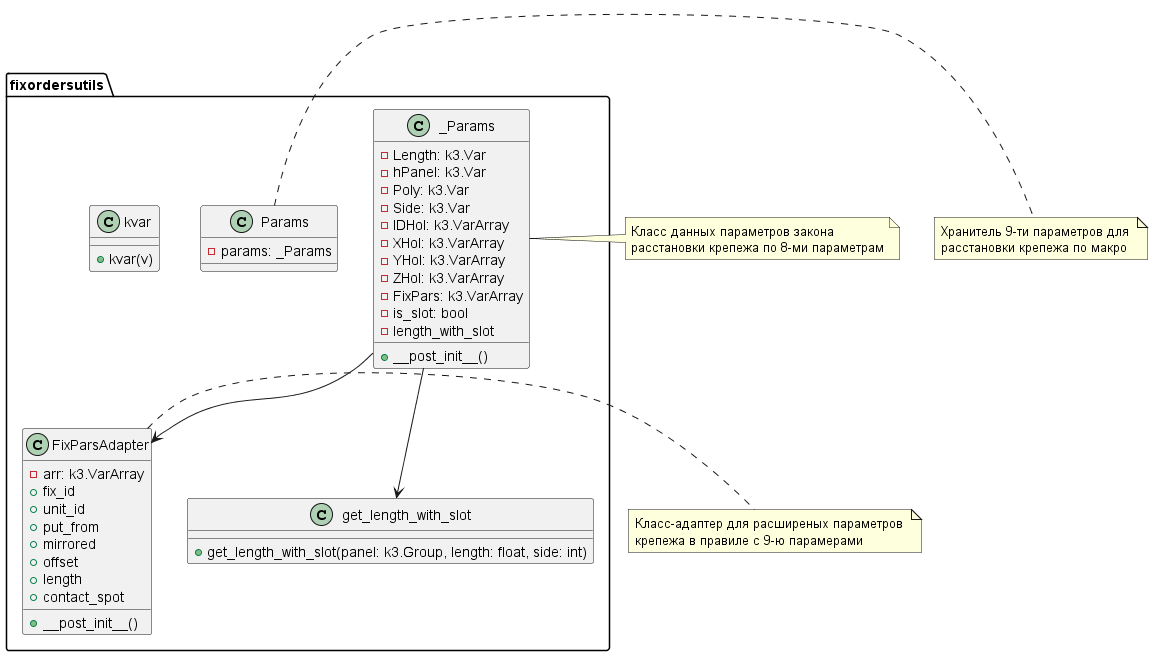 fixordersutils
C _Params
Length: k3.Var
hPanel: k3.Var
Poly: k3.Var
Side: k3.Var
IDHol: k3.VarArray
XHol: k3.VarArray
YHol: k3.VarArray
ZHol: k3.VarArray
FixPars: k3.VarArray
is_slot: bool
length_with_slot
__post_init__()
C kvar
kvar(v)
C Params
params: _Params
Класс данных параметров закона
расстановки крепежа по 8-ми параметрам
Хранитель 9-ти параметров для
расстановки крепежа по макро
C FixParsAdapter
arr: k3.VarArray
fix_id
unit_id
put_from
mirrored
offset
length
contact_spot
__post_init__()
C get_length_with_slot
get_length_with_slot(panel: k3.Group, length: float, side: int)
Класс-адаптер для расширеных параметров
крепежа в правиле с 9-ю парамерами